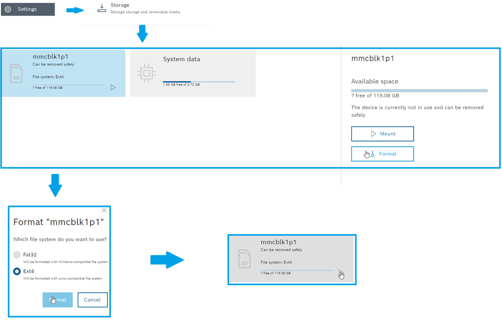 Settings
Storage
Manage storage and removable media
mmcblk1p1
Can be removed safely
File system: Ext4
? free of 119.08 GB
System data
1.99 GB free of 2.72 GB
mmcblk1p1
Available space
? free of 119.08 GB
The device is currently not in use and can be removed
safely
Mount
Format
Format "mmcblk1p1"
Which file system do you want to use?
Fat32
Will be formatted with Windows-compatible file system
Ext4
Will be formatted with Linux-compatible file system
Format
Cancel
mmcblk1p1
Can be removed safely
File system: Ext4
? free of 119.08 GB